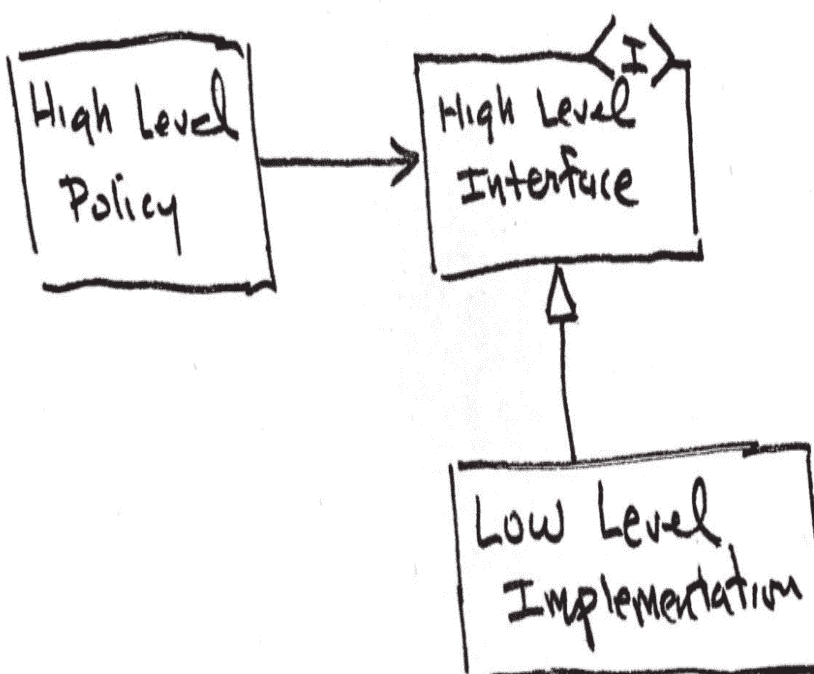 High Level
Policy
<I>
High Level
Interface
Low Level
Implementation